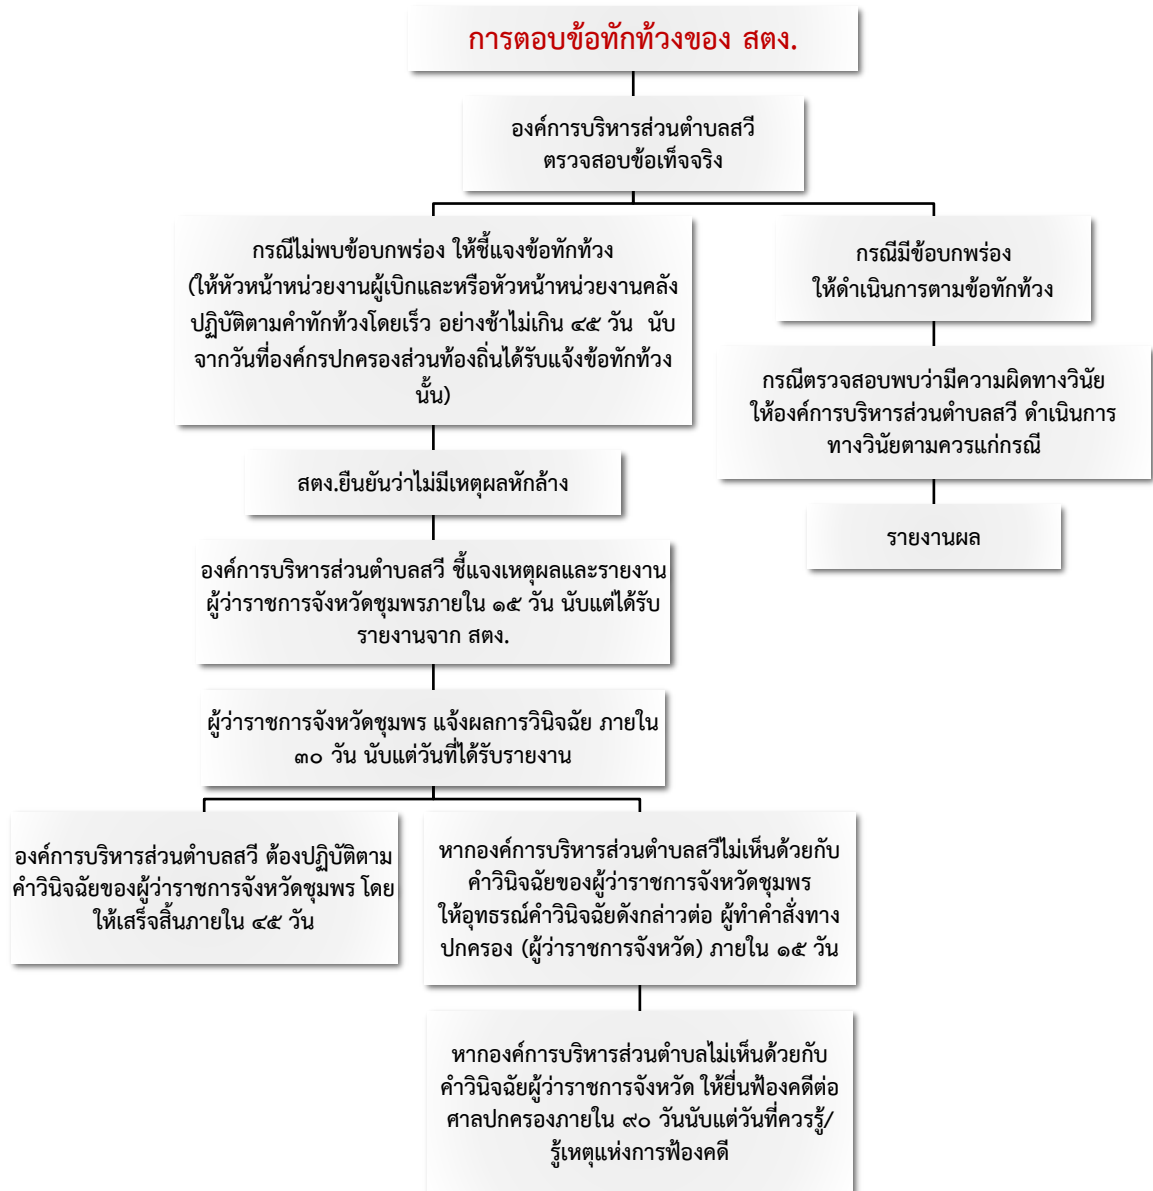 การตอบข้อทักท้วงของ สตง.
องค์การบริหารส่วนตำบลสวี
ตรวจสอบข้อเท็จจริง
กรณีไม่พบข้อบกพร่อง ให้ชี้แจงข้อทักท้วง
(ให้หัวหน้าหน่วยงานผู้เบิกและหรือหัวหน้าหน่วยงานคลัง
ปฏิบัติตามคำทักท้วงโดยเร็ว อย่างช้าไม่เกิน ๔๕ วัน นับ
จากวันที่องค์กรปกครองส่วนท้องถิ่นได้รับแจ้งข้อทักท้วง
นั้น)
กรณีมีข้อบกพร่อง
ให้ดำเนินการตามข้อทักท้วง
กรณีตรวจสอบพบว่ามีความผิดทางวินัย
ให้องค์การบริหารส่วนตำบลสวี ดำเนินการ
ทางวินัยตามควรแก่กรณี
สตง.ยืนยันว่าไม่มีเหตุผลหักล้าง
รายงานผล
องค์การบริหารส่วนตำบลสวี ชี้แจงเหตุผลและรายงาน
ผู้ว่าราชการจังหวัดชุมพรภายใน ๑๕ วัน นับแต่ได้รับ
รายงานจาก สตง.
ผู้ว่าราชการจังหวัดชุมพร แจ้งผลการวินิจฉัย ภายใน
๓๐ วัน นับแต่วันที่ได้รับรายงาน
องค์การบริหารส่วนตำบลสวี ต้องปฏิบัติตาม
คำวินิจฉัยของผู้ว่าราชการจังหวัดชุมพร โดย
ให้เสร็จสิ้นภายใน ๔๕ วัน
หากองค์การบริหารส่วนตำบลสวีไม่เห็นด้วยกับ
คำวินิจฉัยของผู้ว่าราชการจังหวัดชุมพร
ให้อุทธรณ์คำวินิจฉัยดังกล่าวต่อ ผู้ทำคำสั่งทาง
ปกครอง (ผู้ว่าราชการจังหวัด) ภายใน ๑๕ วัน
หากองค์การบริหารส่วนตำบลไม่เห็นด้วยกับ
คำวินิจฉัยผู้ว่าราชการจังหวัด ให้ยื่นฟ้องคดีต่อ
ศาลปกครองภายใน ๙๐ วันนับแต่วันที่ควรรู้/
รู้เหตุแห่งการฟ้องคดี